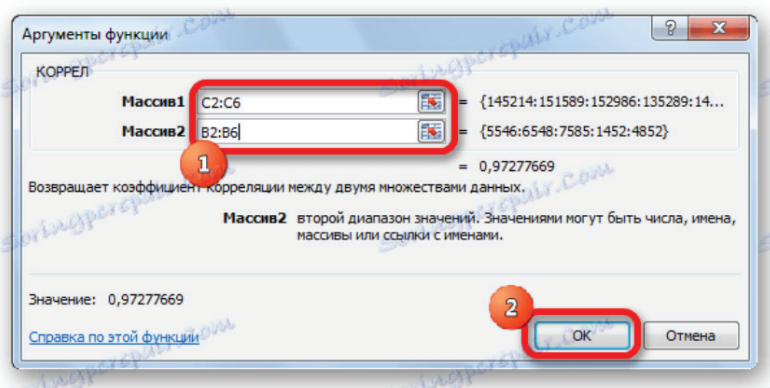 Аргументы функции
КОРРЕЛ
Массив1 C2:C6 = {145214:151589:152986:135289:14...
Массив2 B2:B6 = {5546:6548:7585:1452:4852}
1
= 0,97277669
Возвращает коэффициент корреляции между двумя множествами данных.
Массив2 второй диапазон значений. Значениями могут быть числа, имена,
массивы или ссылки с именами.
Значение: 0,97277669
2
Справка по этой функции
ОК
Отмена